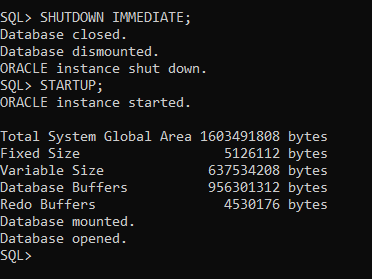 SQL> SHUTDOWN IMMEDIATE;
Database closed.
Database dismounted.
ORACLE instance shut down.
SQL> STARTUP;
ORACLE instance started.

Total System Global Area 1603491808 bytes
Fixed Size                  5126112 bytes
Variable Size             637534208 bytes
Database Buffers          956301312 bytes
Redo Buffers                4530176 bytes
Database mounted.
Database opened.
SQL>